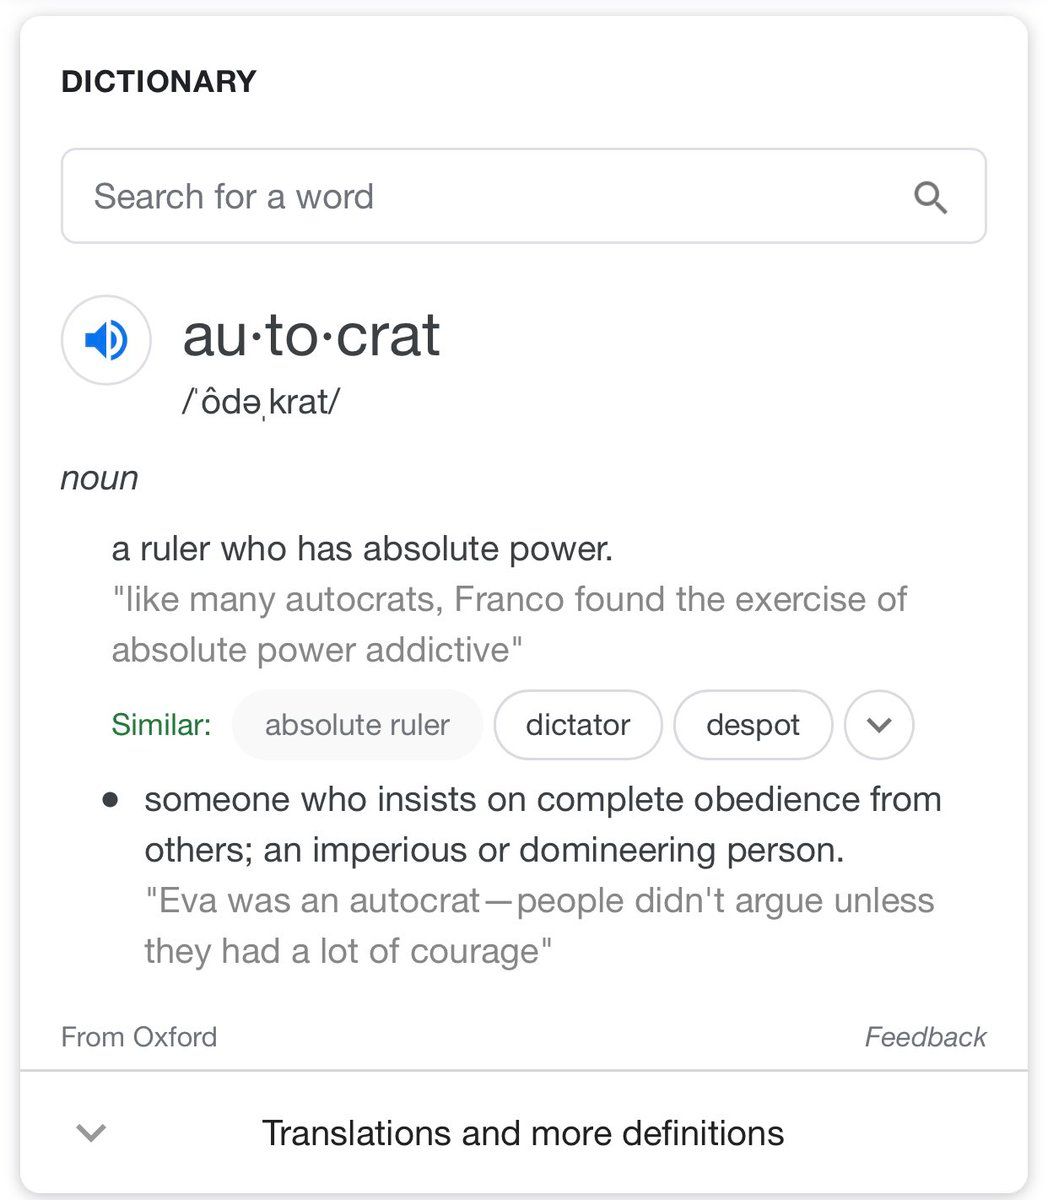 DICTIONARY
Search for a word
au·to·crat
/ˈôdəˌkrat/
noun
a ruler who has absolute power.
"like many autocrats, Franco found the exercise of
absolute power addictive"
Similar: absolute ruler dictator despot
• someone who insists on complete obedience from
others; an imperious or domineering person.
"Eva was an autocrat—people didn't argue unless
they had a lot of courage"
From Oxford Feedback
Translations and more definitions